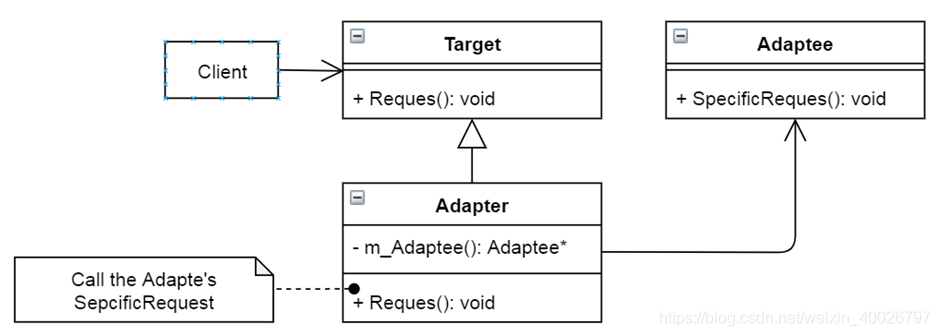 Client
Target
+ Reques(): void
Adaptee
+ SpecificReques(): void
Adapter
- m_Adaptee(): Adaptee*
+ Reques(): void
Call the Adapte's
SepcificRequest
https://blog.csdn.net/weixin_40026797